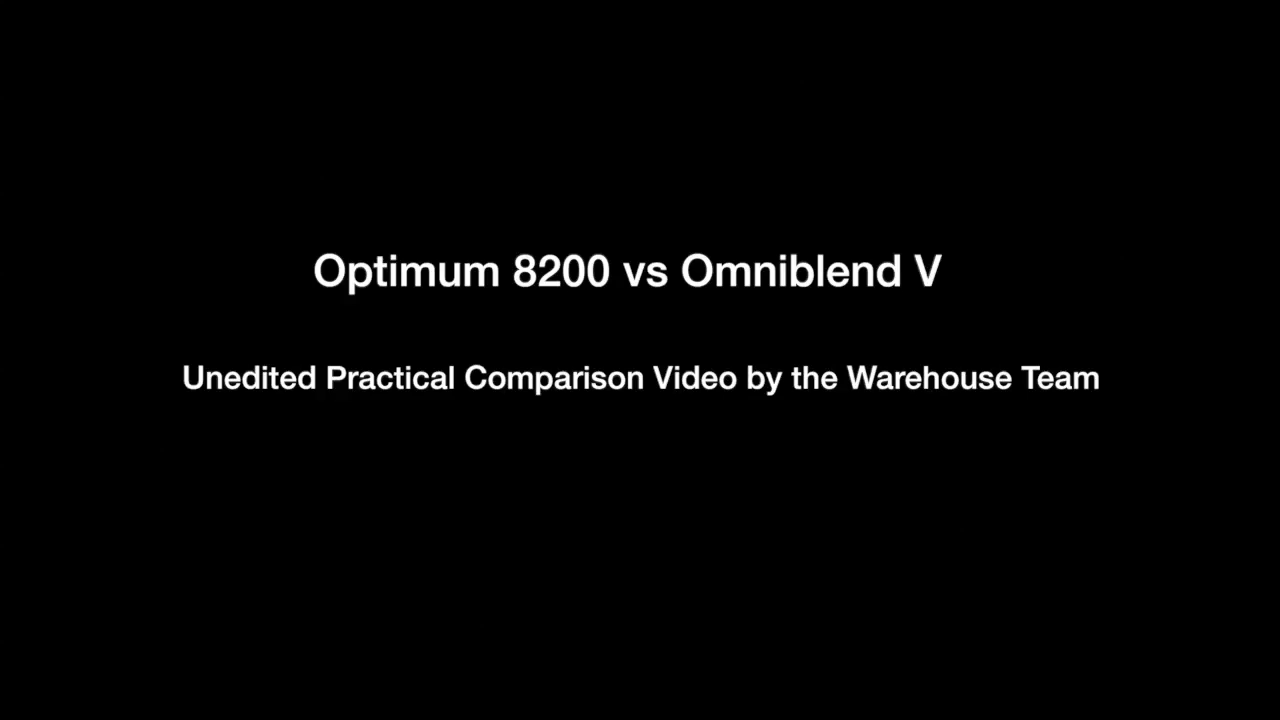 Optimum 8200 vs Omniblend V
Unedited Practical Comparison Video by the Warehouse Team